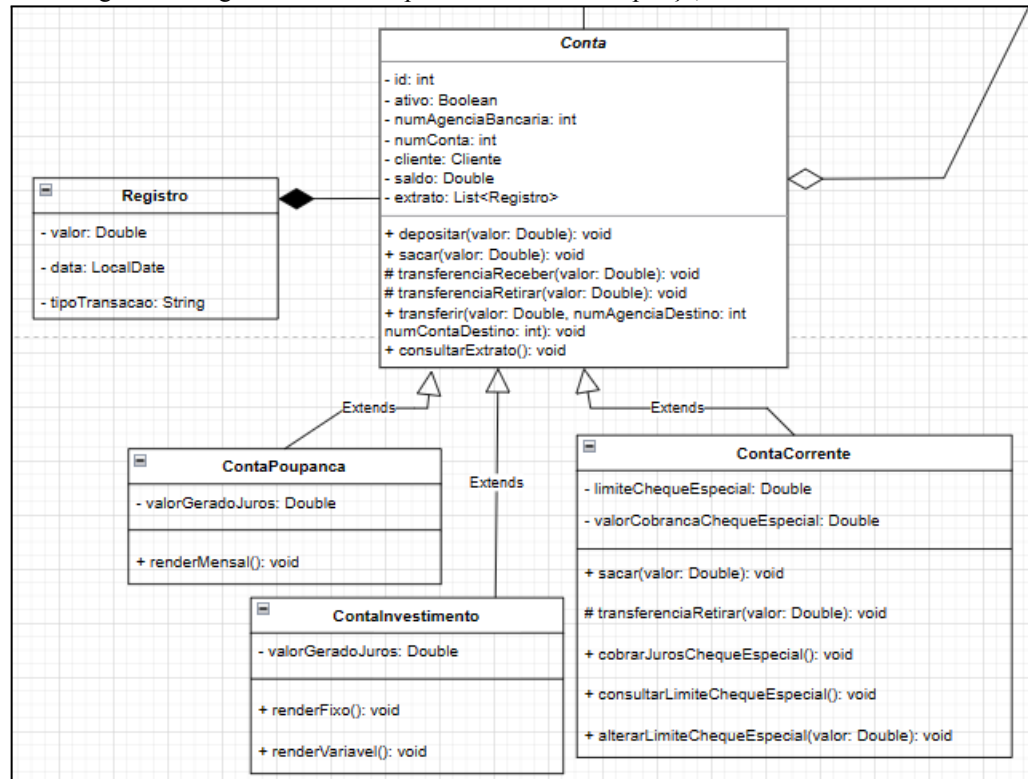 Conta
- id: int
- ativo: Boolean
- numAgenciaBancaria: int
- numConta: int
- cliente: Cliente
- saldo: Double
- extrato: List<Registro>
+ depositar(valor: Double): void
+ sacar(valor: Double): void
# transferenciaReceber(valor: Double): void
# transferenciaRetirar(valor: Double): void
+ transferir(valor: Double, numAgenciaDestino: int
numContaDestino: int): void
+ consultarExtrato(): void
Registro
- valor: Double
- data: LocalDate
- tipoTransacao: String
Extends
Extends
Extends
ContaPoupanca
- valorGeradoJuros: Double
+ renderMensal(): void
ContaInvestimento
- valorGeradoJuros: Double
+ renderFixo(): void
+ renderVariavel(): void
ContaCorrente
- limiteChequeEspecial: Double
- valorCobrancaChequeEspecial: Double
+ sacar(valor: Double): void
# transferenciaRetirar(valor: Double): void
+ cobrarJurosChequeEspecial(): void
+ consultarLimiteChequeEspecial(): void
+ alterarLimiteChequeEspecial(valor: Double): void